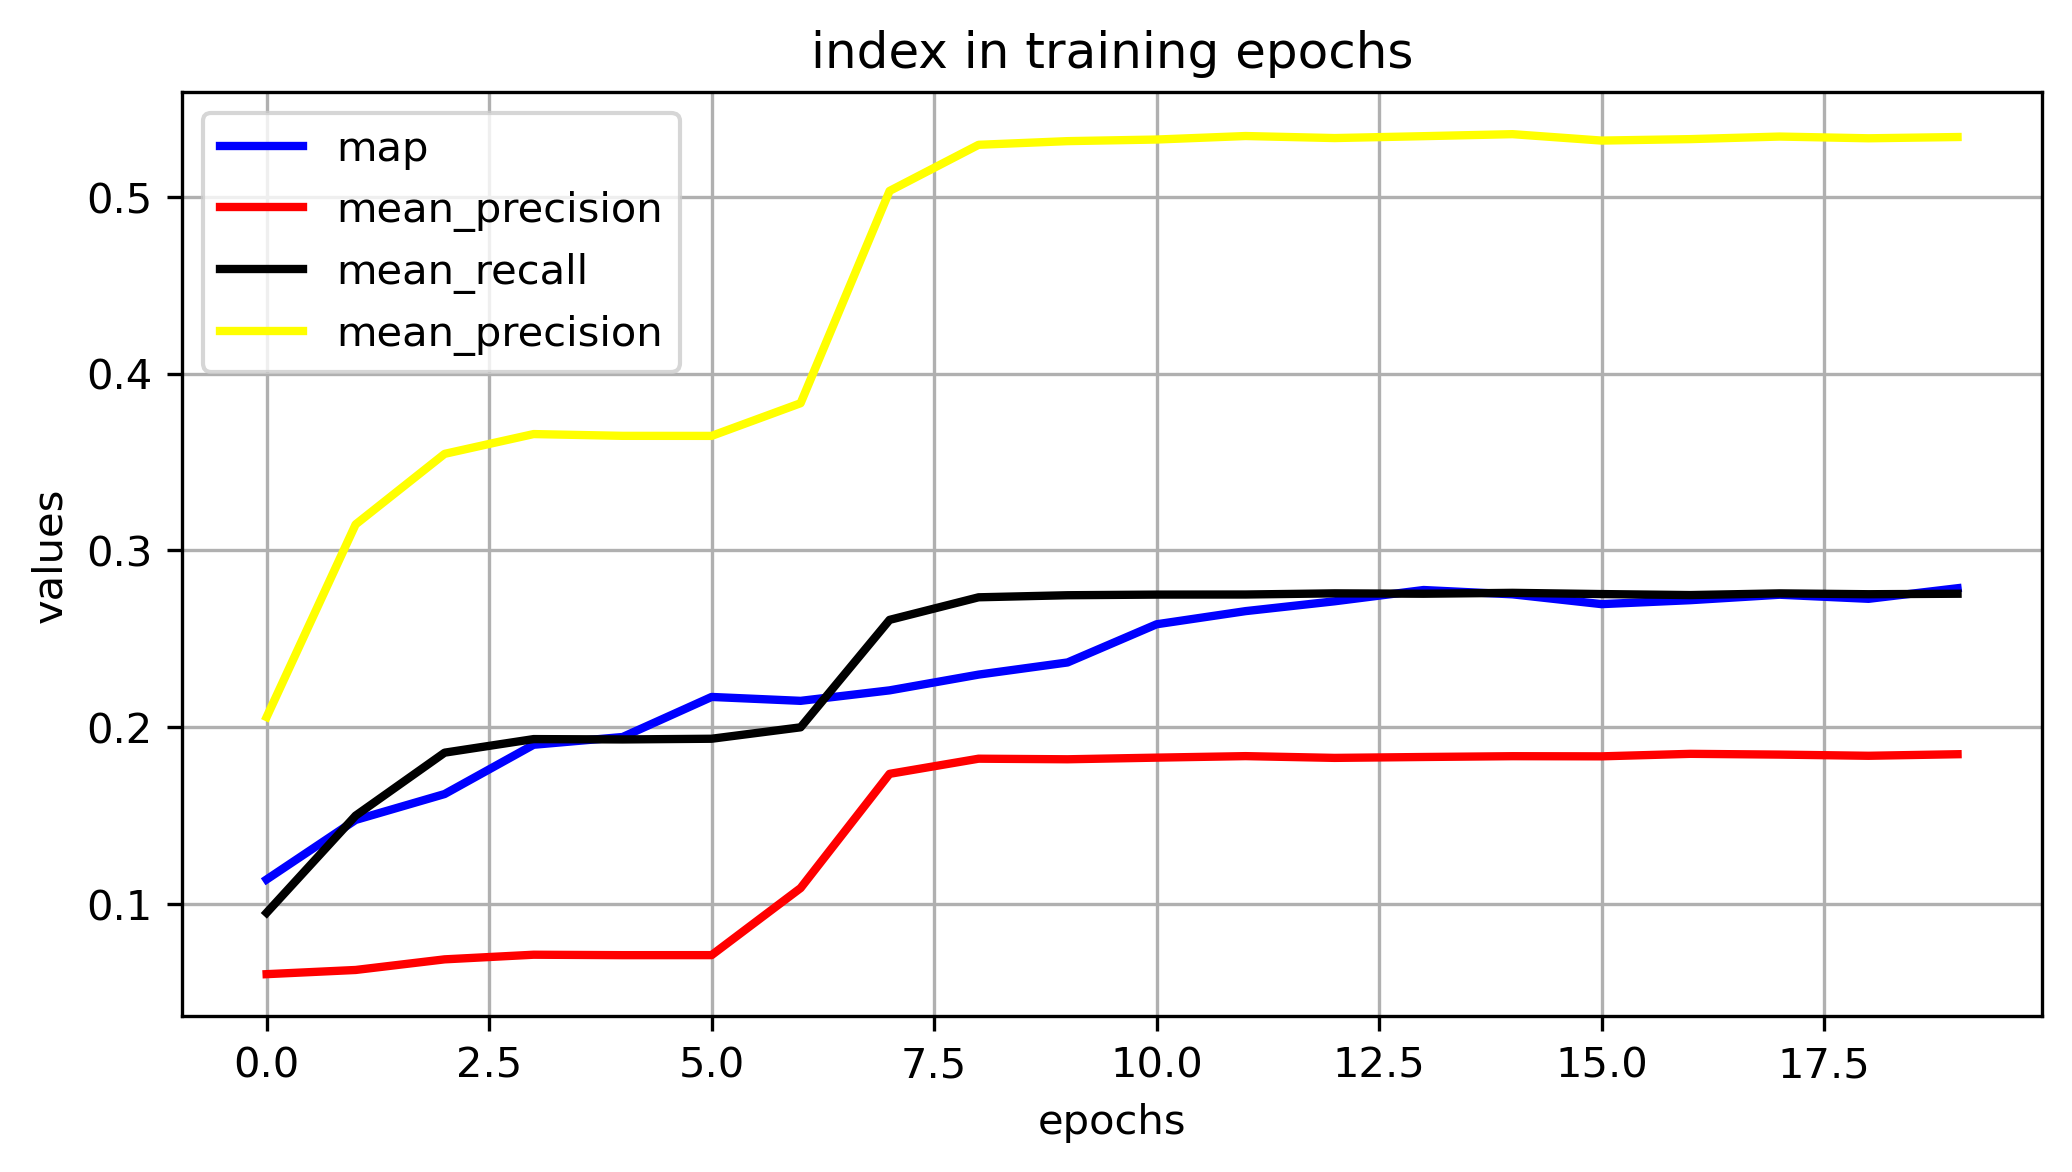 index in training epochs
map
mean_precision
mean_recall
mean_precision
values
0.5
0.4
0.3
0.2
0.1
0.0 2.5 5.0 7.5 10.0 12.5 15.0 17.5
epochs